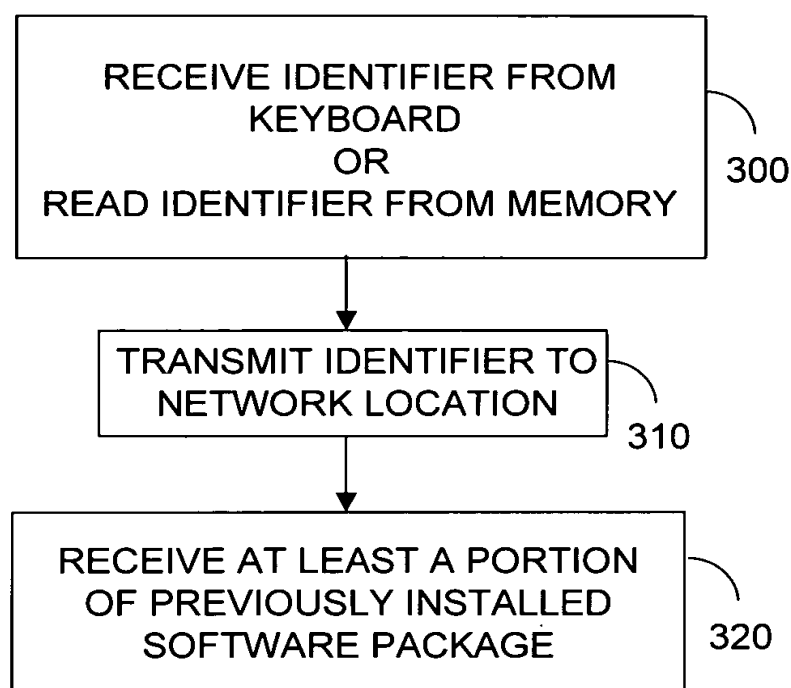 RECEIVE IDENTIFIER FROM
KEYBOARD
OR
READ IDENTIFIER FROM MEMORY
300
TRANSMIT IDENTIFIER TO
NETWORK LOCATION
310
RECEIVE AT LEAST A PORTION
OF PREVIOUSLY INSTALLED
SOFTWARE PACKAGE
320